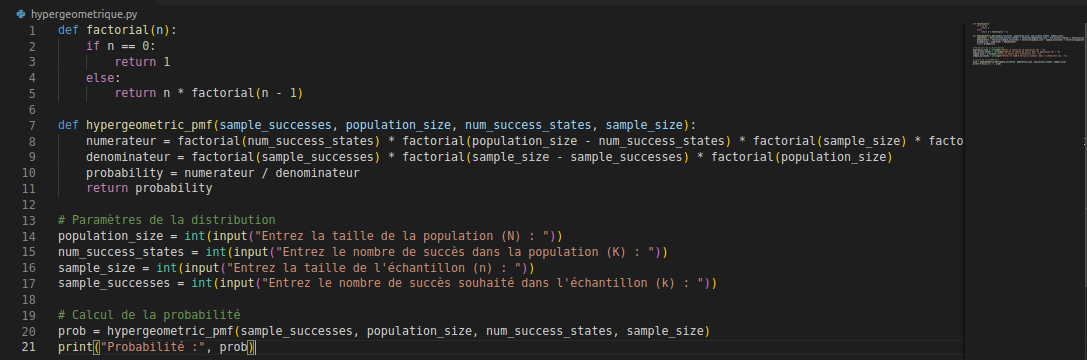 hypergeometrique.py
1 def factorial(n):
2     if n == 0:
3         return 1
4     else:
5         return n * factorial(n - 1)
6
7 def hypergeometric_pmf(sample_successes, population_size, num_success_states, sample_size):
8     numerateur = factorial(num_success_states) * factorial(population_size - num_success_states) * factorial(sample_size) * facto
9     denominateur = factorial(sample_successes) * factorial(sample_size - sample_successes) * factorial(population_size)
10     probability = numerateur / denominateur
11     return probability
12
13 # Paramètres de la distribution
14 population_size = int(input("Entrez la taille de la population (N) : "))
15 num_success_states = int(input("Entrez le nombre de succès dans la population (K) : "))
16 sample_size = int(input("Entrez la taille de l'échantillon (n) : "))
17 sample_successes = int(input("Entrez le nombre de succès souhaité dans l'échantillon (k) : "))
18
19 # Calcul de la probabilité
20 prob = hypergeometric_pmf(sample_successes, population_size, num_success_states, sample_size)
21 print("Probabilité :", prob)